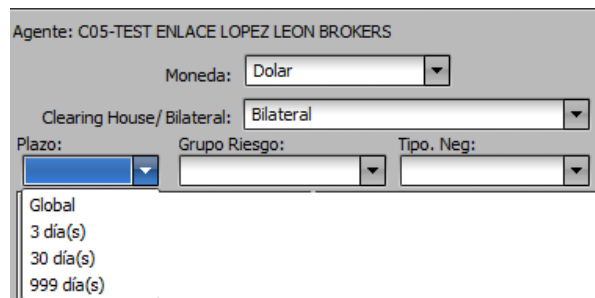 Agente: C05-TEST ENLACE LOPEZ LEON BROKERS
Moneda: Dolar
Clearing House/ Bilateral: Bilateral
Plazo: Grupo Riesgo: Tipo. Neg:
Global
3 día(s)
30 día(s)
999 día(s)